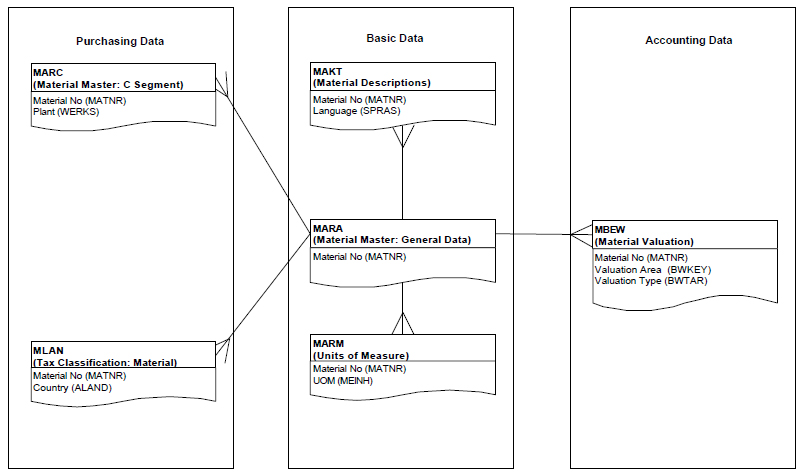 Purchasing Data
MARC
(Material Master: C Segment)
Material No (MATNR)
Plant (WERKS)
MLAN
(Tax Classification: Material)
Material No (MATNR)
Country (ALAND)
Basic Data
MAKT
(Material Descriptions)
Material No (MATNR)
Language (SPRAS)
MARA
(Material Master: General Data)
Material No (MATNR)
MARM
(Units of Measure)
Material No (MATNR)
UOM (MEINH)
Accounting Data
MBEW
(Material Valuation)
Material No (MATNR)
Valuation Area (BWKEY)
Valuation Type (BWTAR)